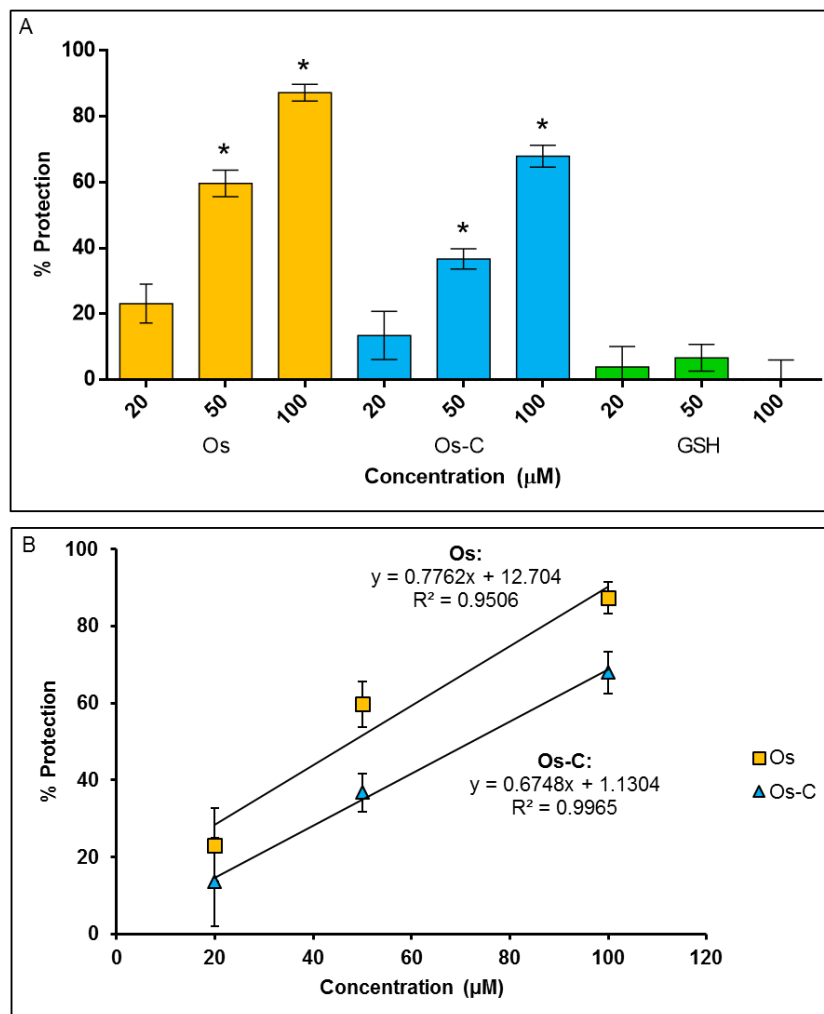 A
100
80
60
40
20
0
% Protection
*
*
*
*
20
50
100
20
50
100
20
50
100
Os
Os-C
GSH
Concentration (μM)
B
100
80
60
40
20
0
% Protection
Os:
y = 0.7762x + 12.704
R² = 0.9506
Os-C:
y = 0.6748x + 1.1304
R² = 0.9965
Os
Os-C
0
20
40
60
80
100
120
Concentration (µM)